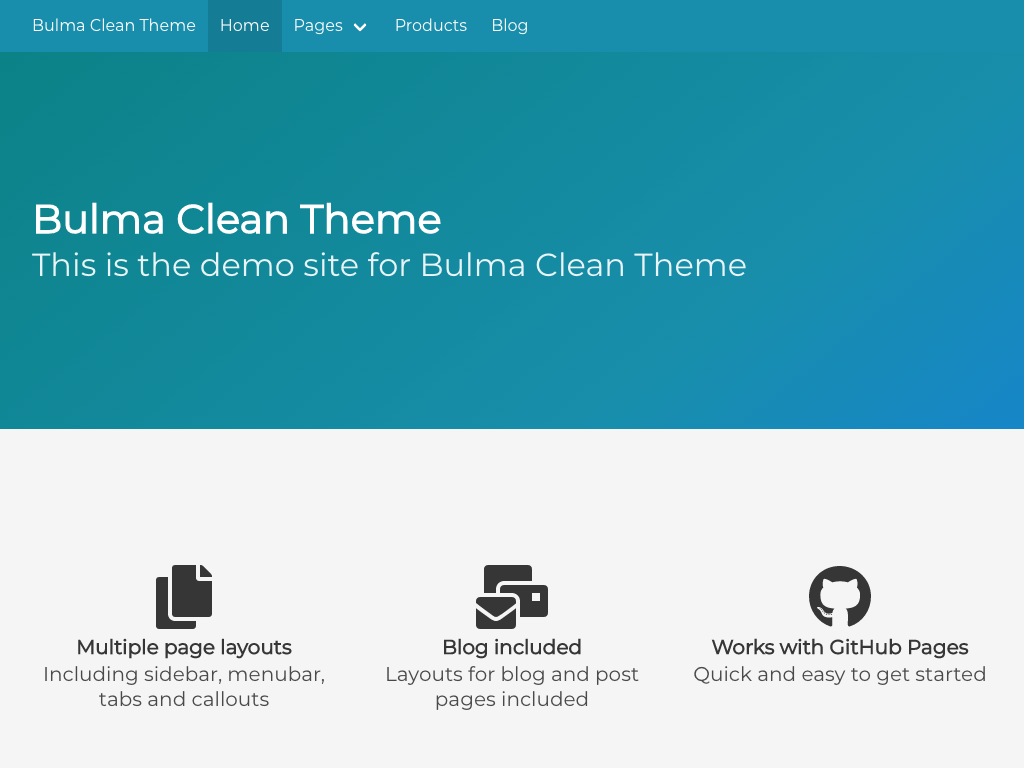 Bulma Clean Theme Home Pages Products Blog
Bulma Clean Theme
This is the demo site for Bulma Clean Theme
Multiple page layouts
Including sidebar, menubar,
tabs and callouts
Blog included
Layouts for blog and post
pages included
Works with GitHub Pages
Quick and easy to get started